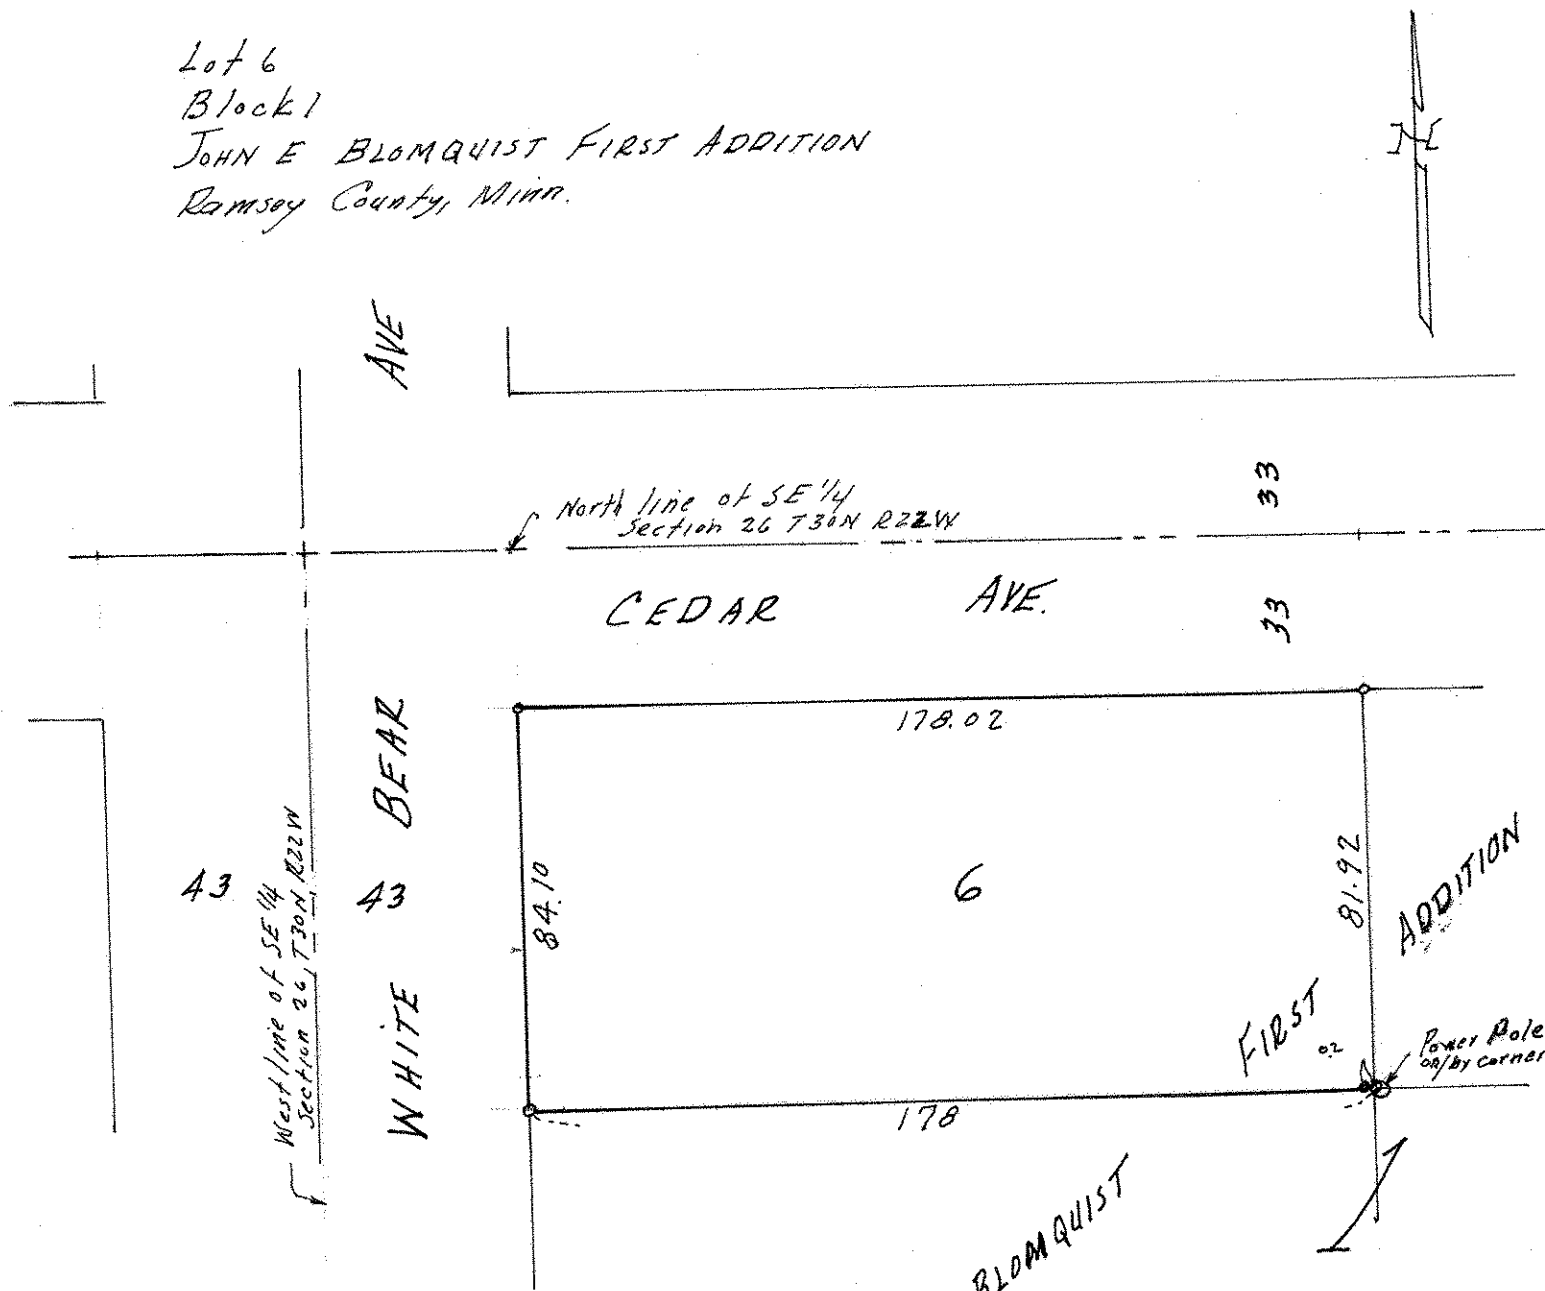 Lot 6
Block 1
JOHN E BLOMQUIST FIRST ADDITION
Ramsey County, Minn.
N
AVE
North line of SE 1/4
Section 26 T30N R22W
33
CEDAR AVE.
33
178.02
BEAR
43
West line of SE 1/4
Section 26, T30N R22W
43
84.10
6
81.92
ADDITION
WHITE
FIRST
02
Power Pole
on/by corner
178
BLOMQUIST
1